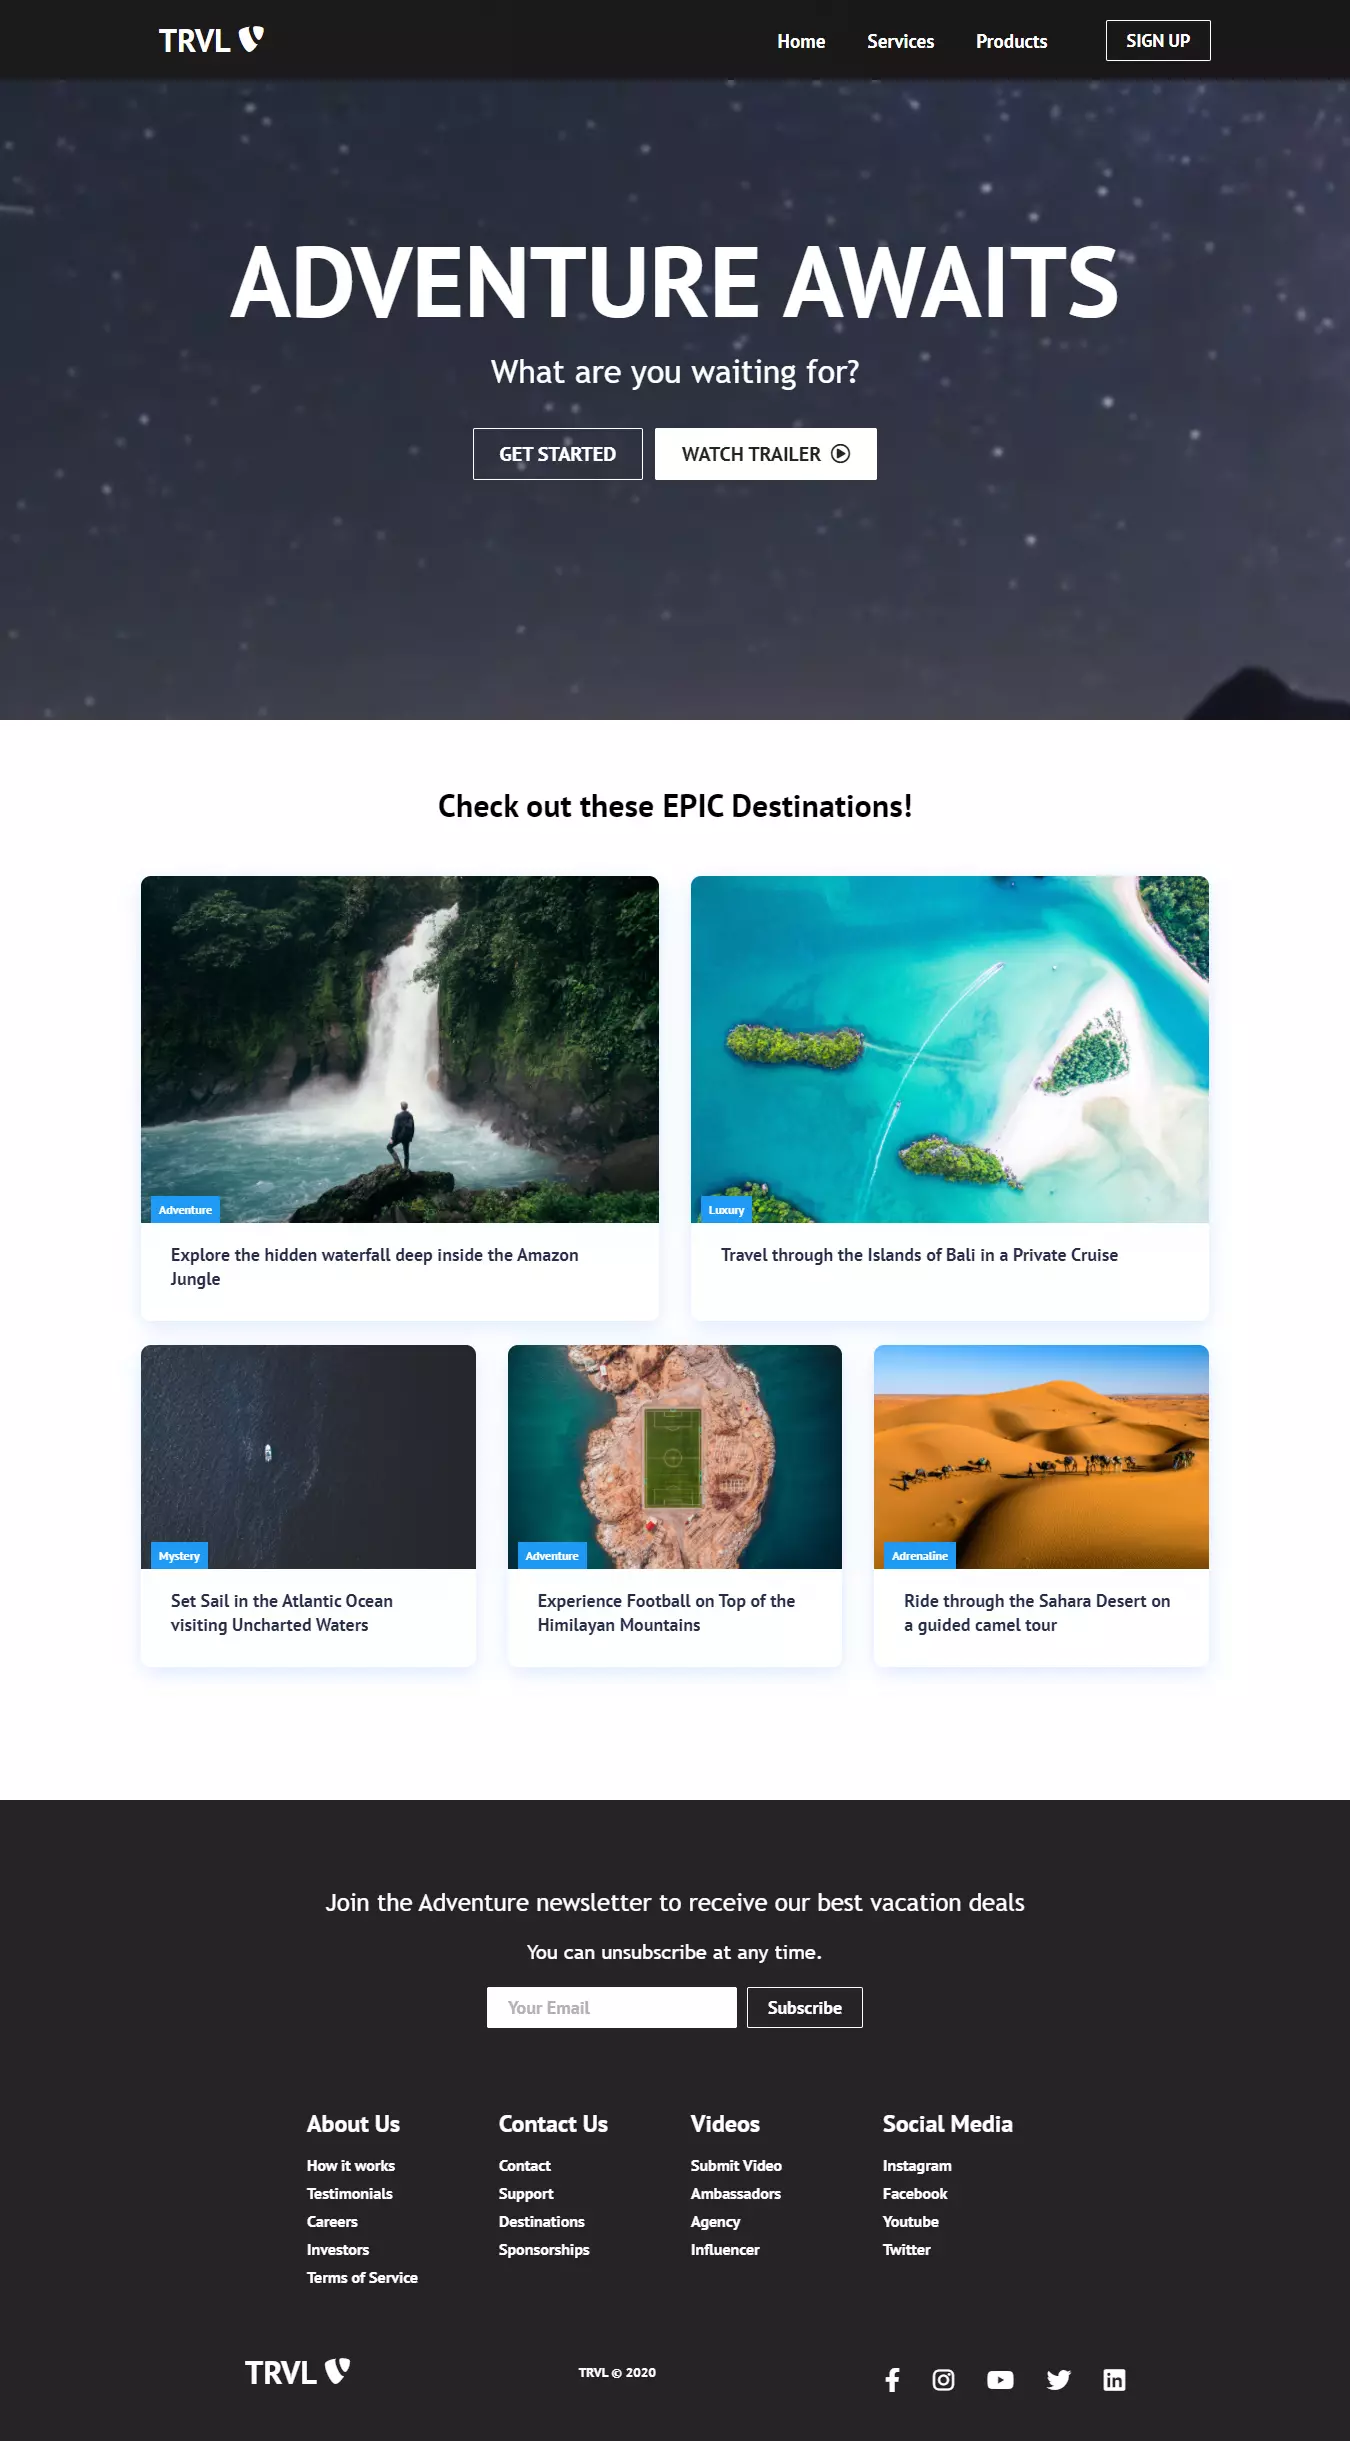 TRVL
Home
Services
Products
SIGN UP
ADVENTURE AWAITS
What are you waiting for?
GET STARTED
WATCH TRAILER
Check out these EPIC Destinations!
Adventure
Explore the hidden waterfall deep inside the Amazon
Jungle
Luxury
Travel through the Islands of Bali in a Private Cruise
Mystery
Set Sail in the Atlantic Ocean
visiting Uncharted Waters
Adventure
Experience Football on Top of the
Himilayan Mountains
Adrenaline
Ride through the Sahara Desert on
a guided camel tour
Join the Adventure newsletter to receive our best vacation deals
You can unsubscribe at any time.
Your Email
Subscribe
About Us
How it works
Testimonials
Careers
Investors
Terms of Service
Contact Us
Contact
Support
Destinations
Sponsorships
Videos
Submit Video
Ambassadors
Agency
Influencer
Social Media
Instagram
Facebook
Youtube
Twitter
TRVL
TRVL © 2020